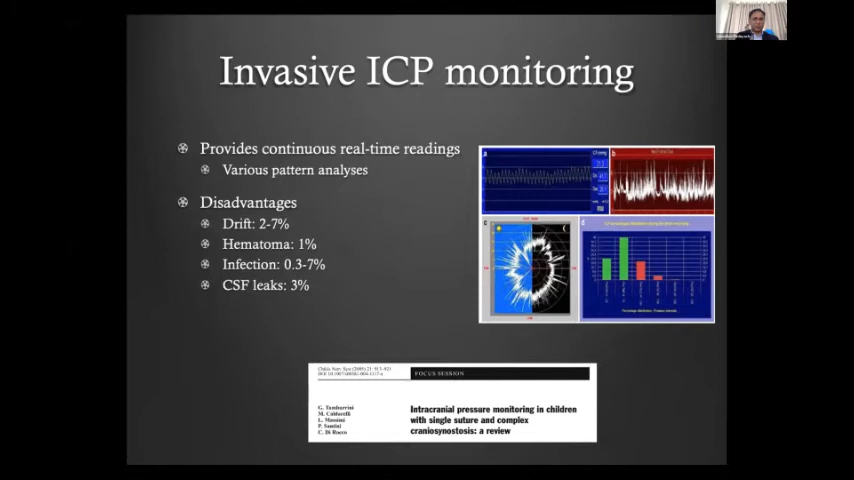 Invasive ICP monitoring
Provides continuous real-time readings
Various pattern analyses
Disadvantages
Drift: 2-7%
Hematoma: 1%
Infection: 0.3-7%
CSF leaks: 3%
a
b
c
d
FOCUS SESSION
G. Tamburrini
M. Caldarelli
L. Massimi
P. Santini
C. Di Rocco
Intracranial pressure monitoring in children
with single suture and complex
craniosynostosis: a review